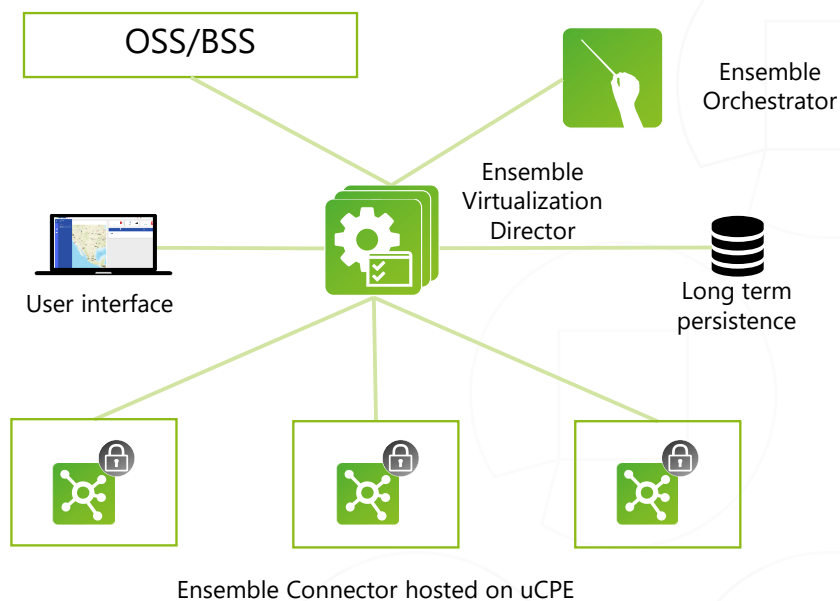 OSS/BSS
Ensemble
Orchestrator
Ensemble
Virtualization
Director
User interface
Long term
persistence
Ensemble Connector hosted on uCPE